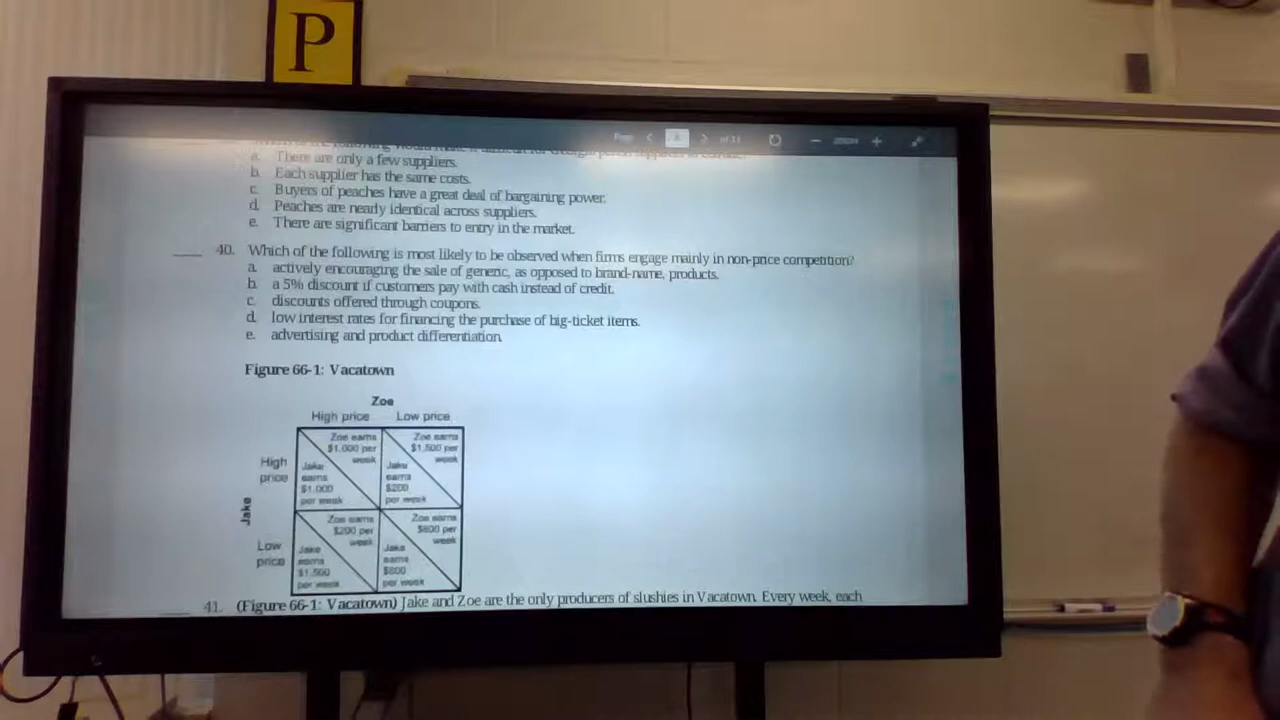 P
Page
a. There are only a few suppliers.
b. Each supplier has the same costs.
c. Buyers of peaches have a great deal of bargaining power.
d. Peaches are nearly identical across suppliers.
e. There are significant barriers to entry in the market.
40. Which of the following is most likely to be observed when firms engage mainly in non-price competition?
a. actively encouraging the sale of generic, as opposed to brand-name, products.
b. a 5% discount if customers pay with cash instead of credit.
c. discounts offered through coupons.
d. low interest rates for financing the purchase of big-ticket items.
e. advertising and product differentiation.
Figure 66-1: Vacatown
Zoe
High price Low price
Jake
High price
Zoe earns $1,000 per week
Jake earns $1,000 per week
Zoe earns $1,500 per week
Jake earns $200 per week
Low price
Zoe earns $200 per week
Jake earns $1,500 per week
Zoe earns $800 per week
Jake earns $800 per week
41. (Figure 66-1: Vacatown) Jake and Zoe are the only producers of slushies in Vacatown. Every week, each